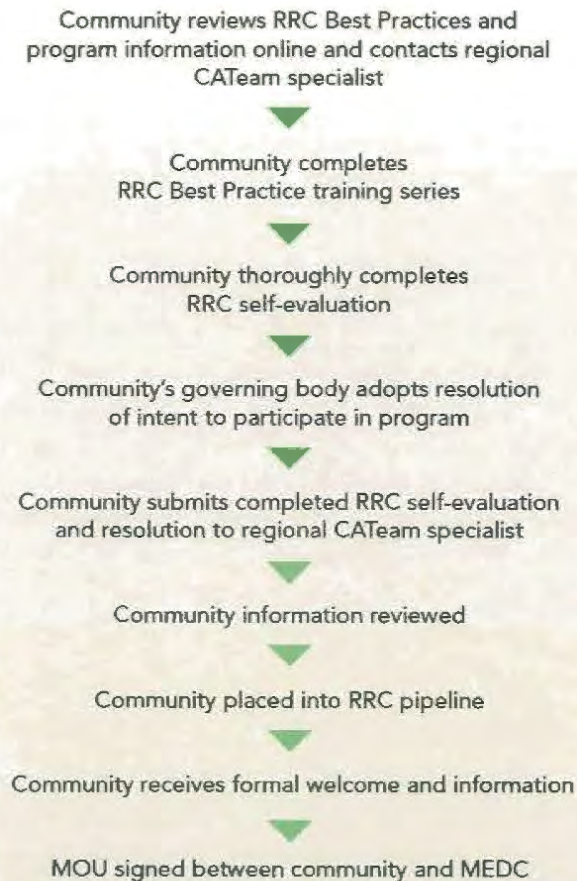 Community reviews RRC Best Practices and
program information online and contacts regional
CATeam specialist
Community completes
RRC Best Practice training series
Community thoroughly completes
RRC self-evaluation
Community's governing body adopts resolution
of intent to participate in program
Community submits completed RRC self-evaluation
and resolution to regional CATeam specialist
Community information reviewed
Community placed into RRC pipeline
Community receives formal welcome and information
MOU signed between community and MEDC